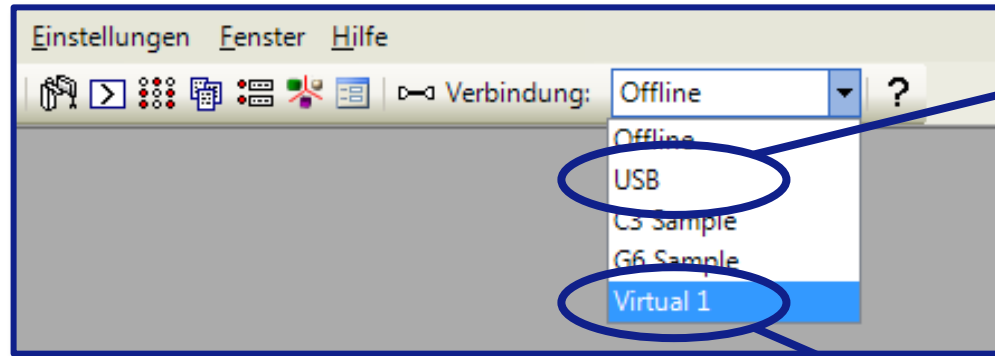 Einstellungen Fenster Hilfe
Verbindung: Offline ?
Offline
USB
C3 Sample
G6 Sample
Virtual 1